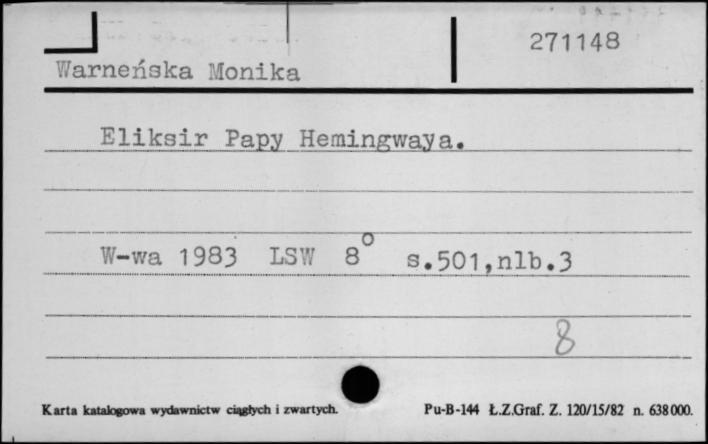 271148
Warneńska Monika
Eliksir Papy Hemingwaya.
W-wa 1983 LSW 8° s.501,nlb.3
8
Karta katalogowa wydawnictw ciągłych i zwartych. Pu-B-144 Ł.Z.Graf. Z. 120/15/82 n. 638000.